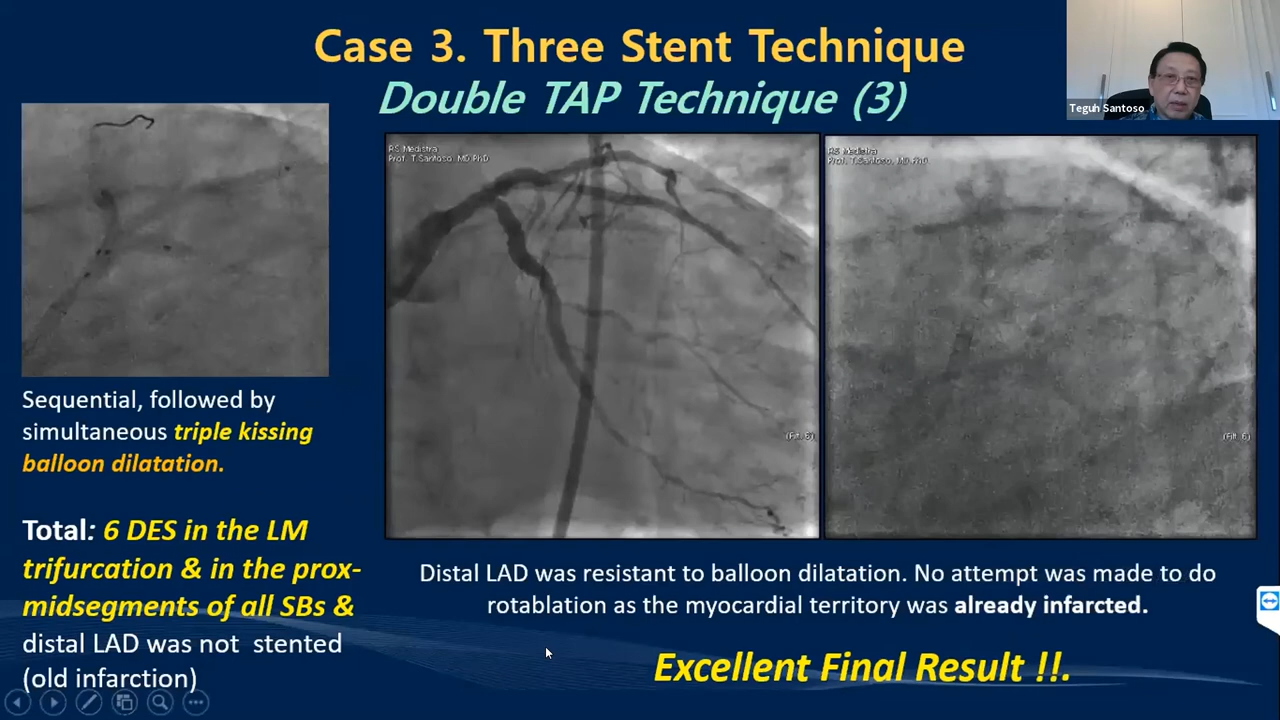 Case 3. Three Stent Technique
Double TAP Technique (3)
Teguh Santoso
RS Medistra
Prof. T.Santoso, MD PhD
(Filt. 6)
RS Medistra
Prof. T.Santoso, MD PhD
(Filt. 6)
Sequential, followed by
simultaneous triple kissing
balloon dilatation.
Total: 6 DES in the LM
trifurcation & in the prox-
midsegments of all SBs &
distal LAD was not stented
(old infarction)
Distal LAD was resistant to balloon dilatation. No attempt was made to do
rotablation as the myocardial territory was already infarcted.
Excellent Final Result !!.